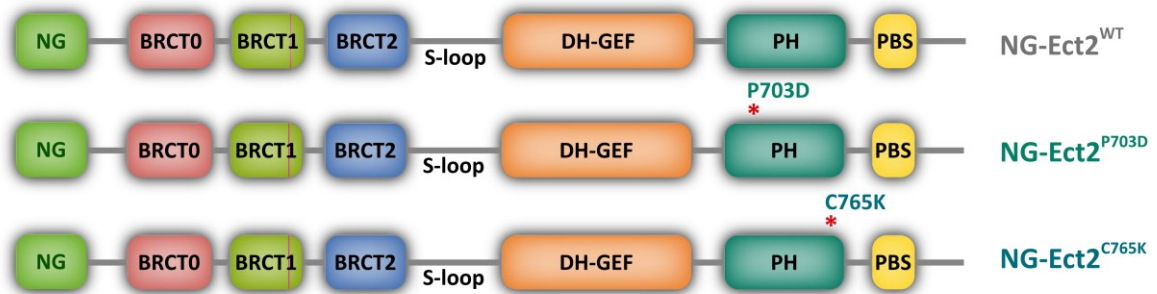 NG BRCT0 BRCT1 BRCT2 S-loop DH-GEF PH PBS NG-Ect2WT
P703D
*
NG BRCT0 BRCT1 BRCT2 S-loop DH-GEF PH PBS NG-Ect2P703D
C765K
*
NG BRCT0 BRCT1 BRCT2 S-loop DH-GEF PH PBS NG-Ect2C765K